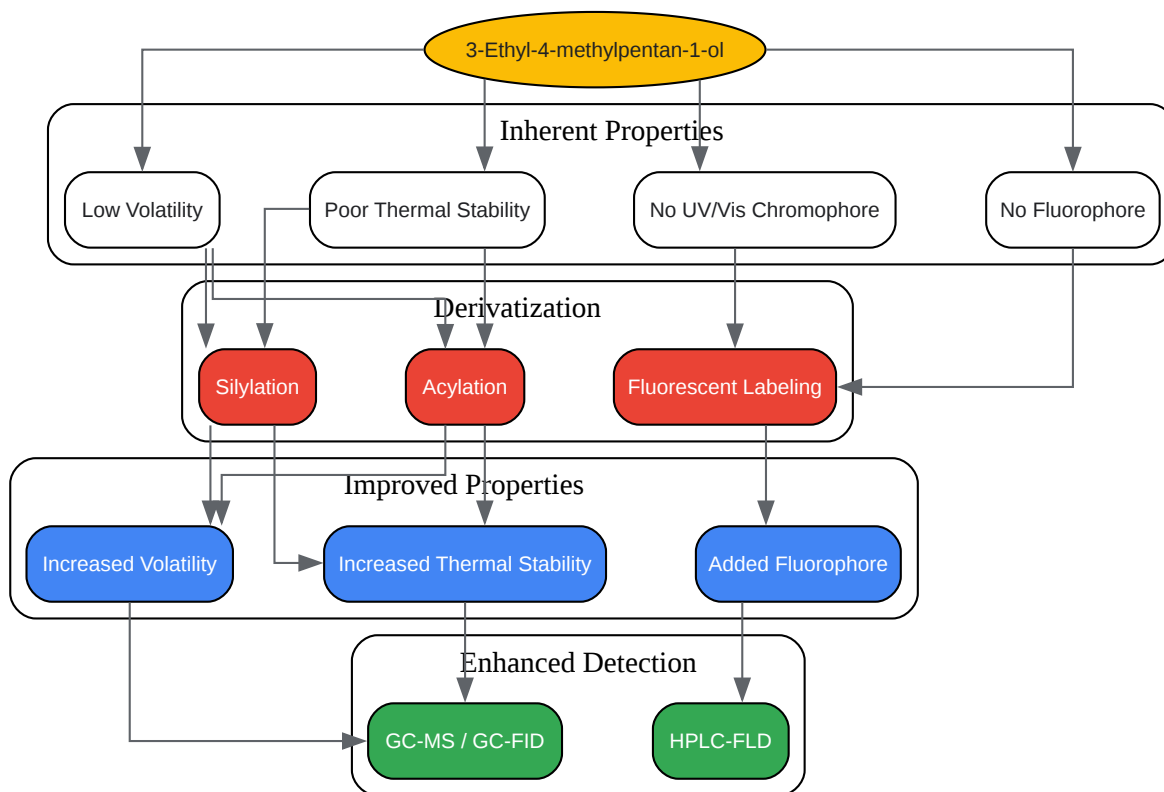 3-Ethyl-4-methylpentan-1-ol
Inherent Properties
Low Volatility
Poor Thermal Stability
No UV/Vis Chromophore
No Fluorophore
Derivatization
Silylation
Acylation
Fluorescent Labeling
Improved Properties
Increased Volatility
Increased Thermal Stability
Added Fluorophore
Enhanced Detection
GC-MS / GC-FID
HPLC-FLD